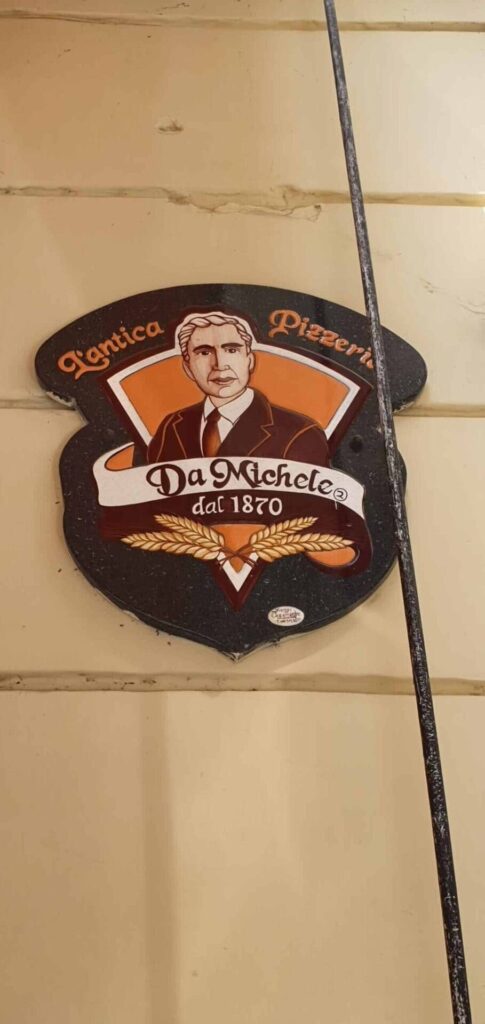 L'antica Pizzeria
Da Michele
dal 1870